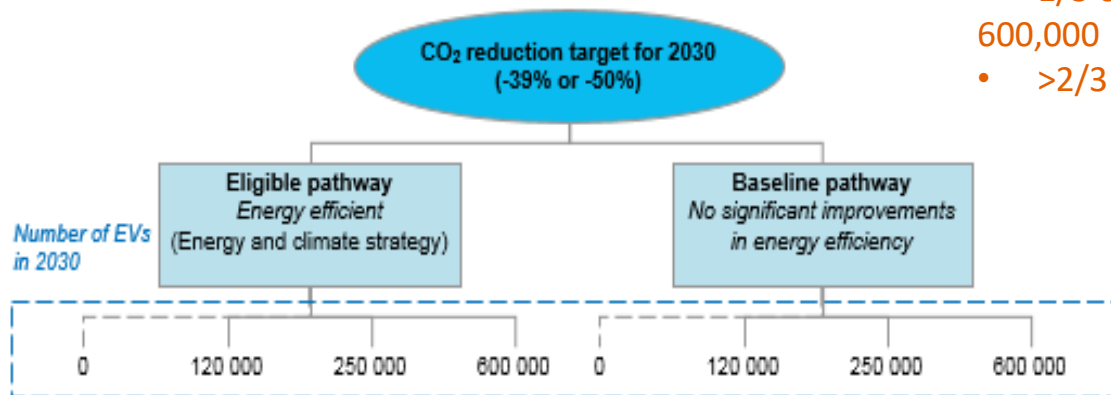 600,000
• >2/3
CO₂ reduction target for 2030
(-39% or -50%)
Eligible pathway
Energy efficient
(Energy and climate strategy)
Baseline pathway
No significant improvements
in energy efficiency
Number of EVs
in 2030
0 120 000 250 000 600 000 0 120 000 250 000 600 000